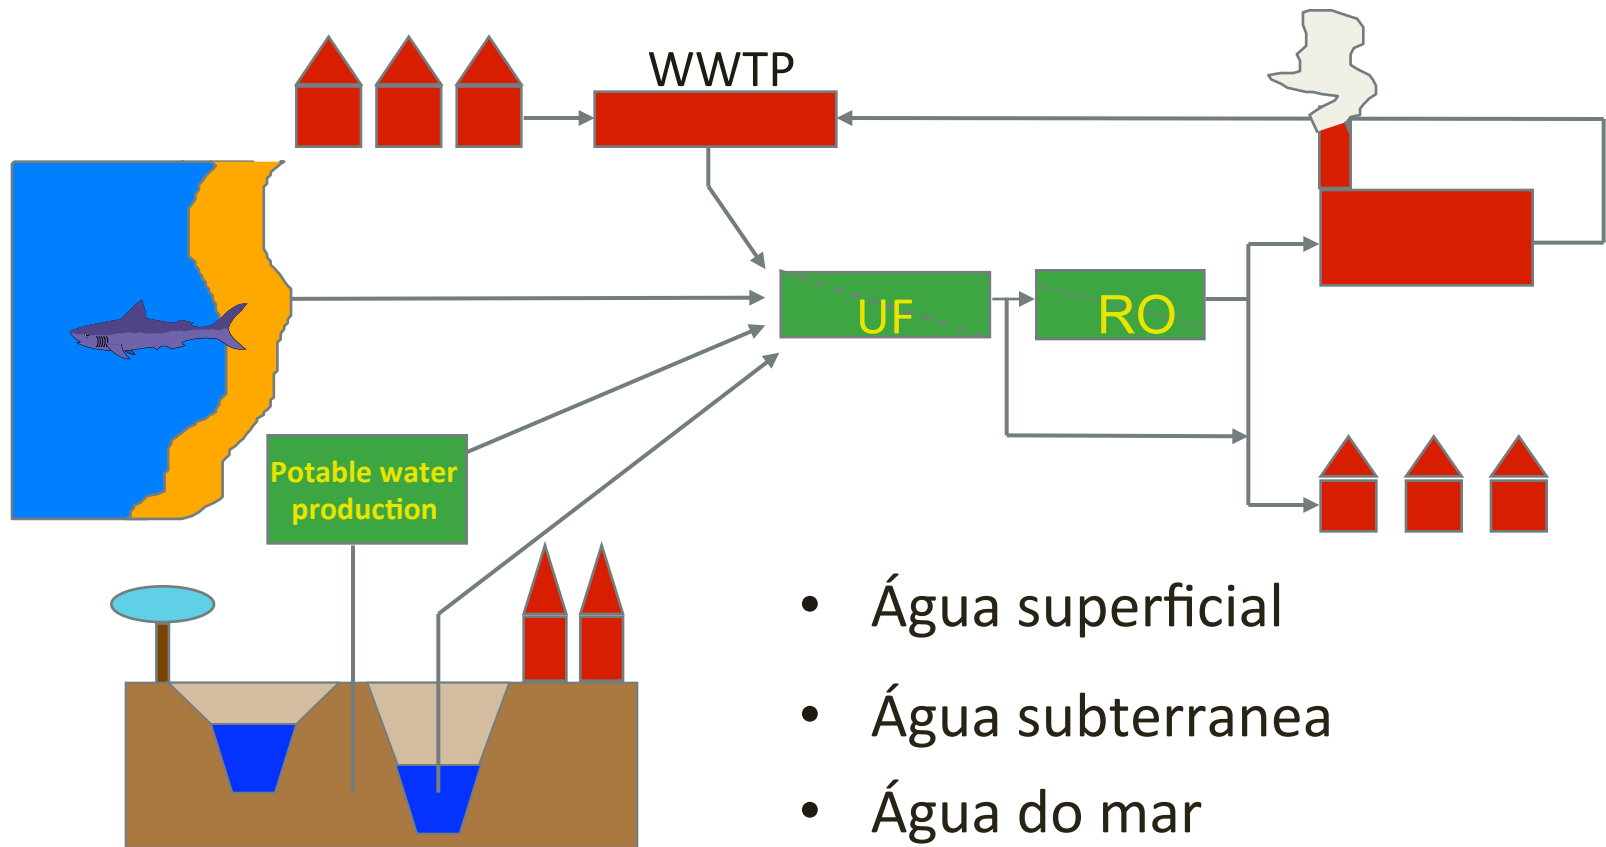 WWTP
UF
RO
Potable water
production
• Água superficial
• Água subterranea
• Água do mar